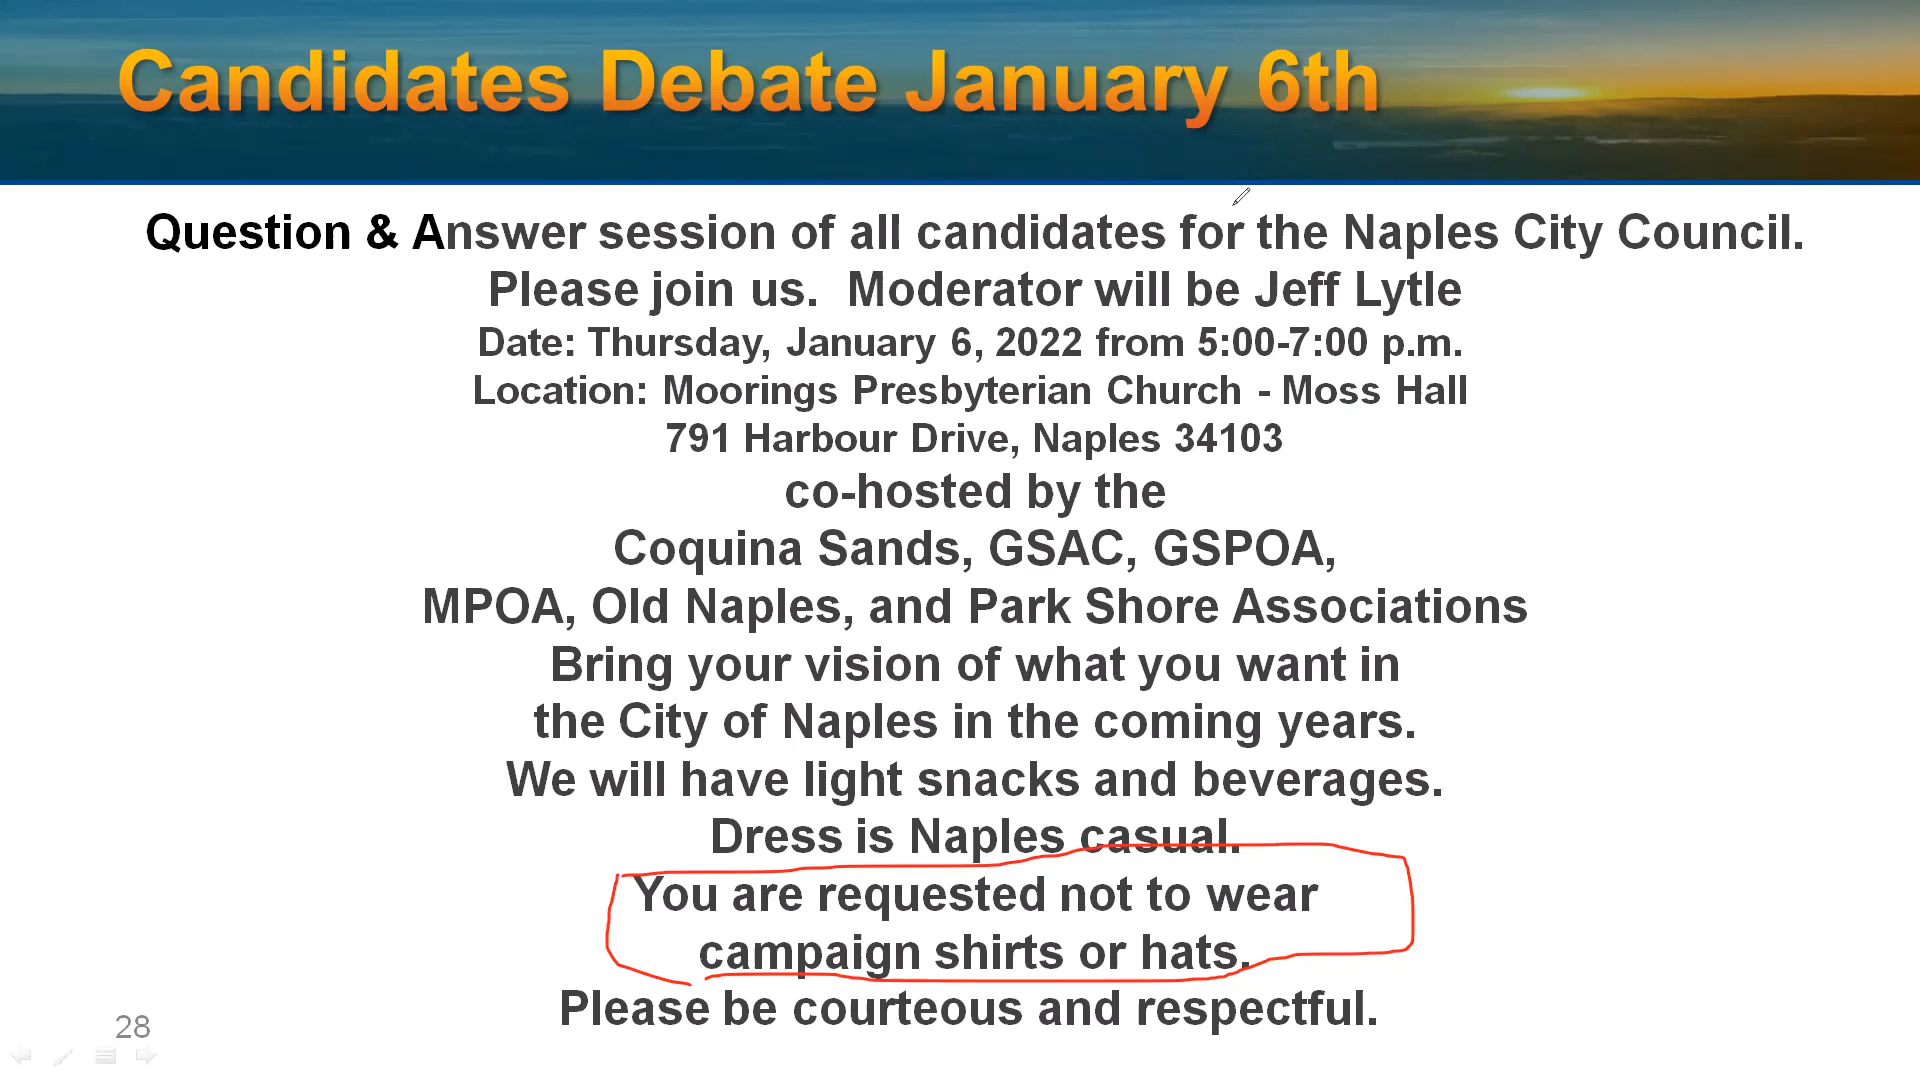 Candidates Debate January 6th
Question & Answer session of all candidates for the Naples City Council.
Please join us.  Moderator will be Jeff Lytle
Date: Thursday, January 6, 2022 from 5:00-7:00 p.m.
Location: Moorings Presbyterian Church - Moss Hall
791 Harbour Drive, Naples 34103
co-hosted by the
Coquina Sands, GSAC, GSPOA,
MPOA, Old Naples, and Park Shore Associations
Bring your vision of what you want in
the City of Naples in the coming years.
We will have light snacks and beverages.
Dress is Naples casual.
You are requested not to wear
campaign shirts or hats.
Please be courteous and respectful.
28